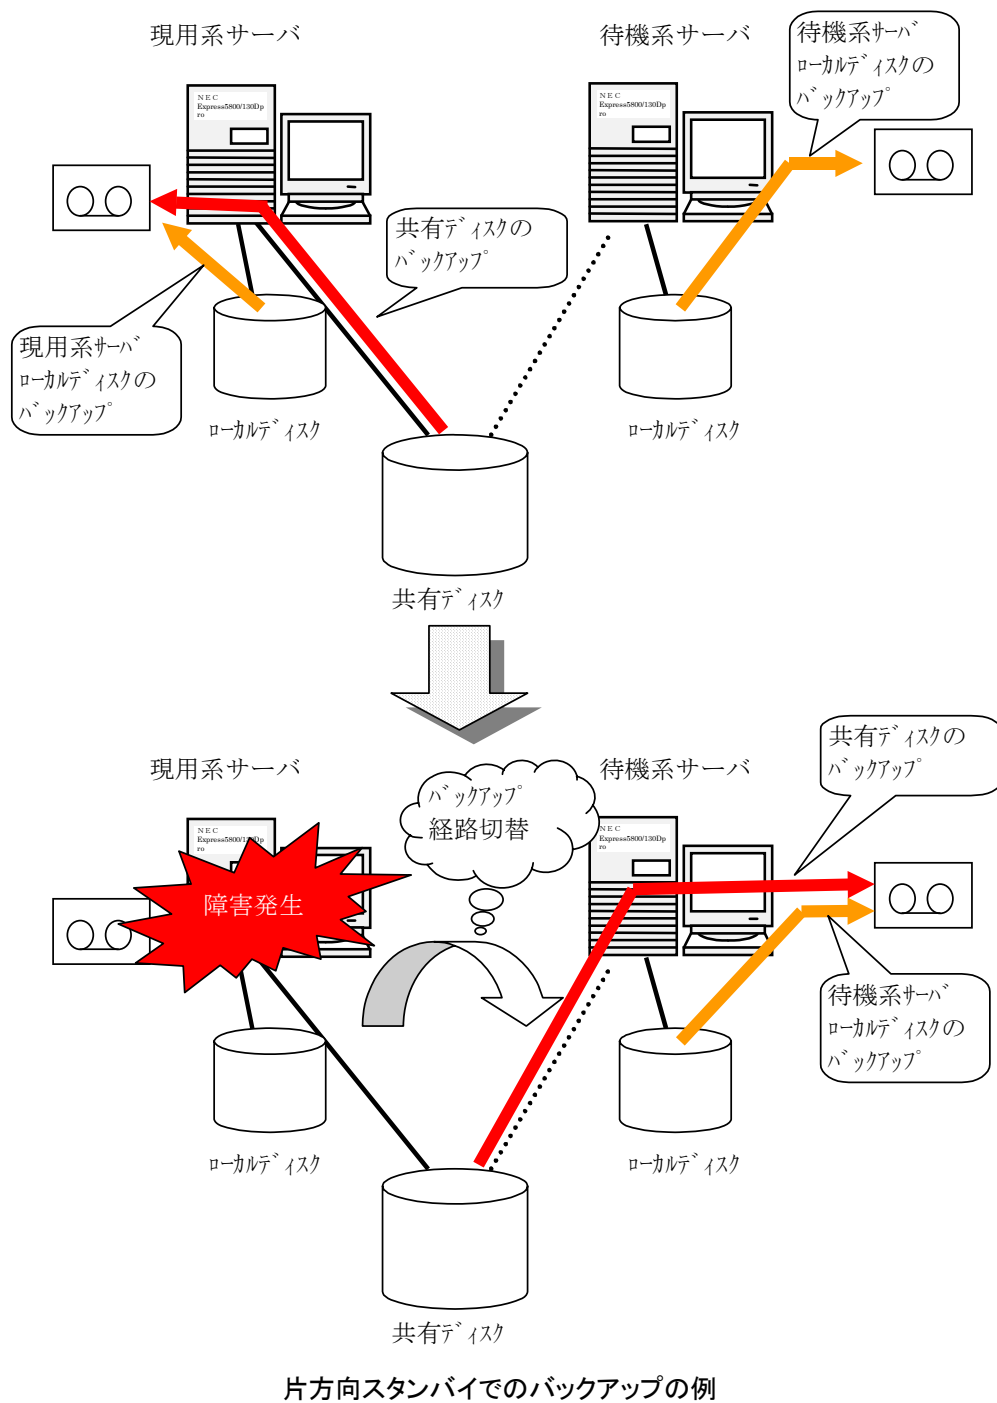 現用系サーバ
待機系サーバ
待機系ｻｰﾊﾞ
ﾛｰｶﾙﾃﾞｨｽｸの
ﾊﾞｯｸｱｯﾌﾟ
NEC
Express5800/130Dp
ro
NEC
Express5800/130Dp
ro
共有ﾃﾞｨｽｸの
ﾊﾞｯｸｱｯﾌﾟ
現用系ｻｰﾊﾞ
ﾛｰｶﾙﾃﾞｨｽｸの
ﾊﾞｯｸｱｯﾌﾟ
ﾛｰｶﾙﾃﾞｨｽｸ
ﾛｰｶﾙﾃﾞｨｽｸ
共有ﾃﾞｨｽｸ
現用系サーバ
待機系サーバ
共有ﾃﾞｨｽｸの
ﾊﾞｯｸｱｯﾌﾟ
ﾊﾞｯｸｱｯﾌﾟ
経路切替
NEC
Express5800/130Dp
ro
NEC
Express5800/130Dp
ro
障害発生
待機系ｻｰﾊﾞ
ﾛｰｶﾙﾃﾞｨｽｸの
ﾊﾞｯｸｱｯﾌﾟ
ﾛｰｶﾙﾃﾞｨｽｸ
ﾛｰｶﾙﾃﾞｨｽｸ
共有ﾃﾞｨｽｸ
片方向スタンバイでのバックアップの例